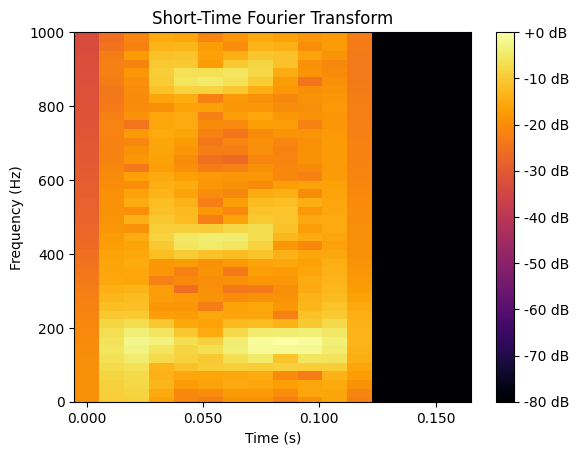 Short-Time Fourier Transform
1000
800
600
400
200
0
Frequency (Hz)
0.000
0.050
0.100
0.150
Time (s)
+0 dB
-10 dB
-20 dB
-30 dB
-40 dB
-50 dB
-60 dB
-70 dB
-80 dB